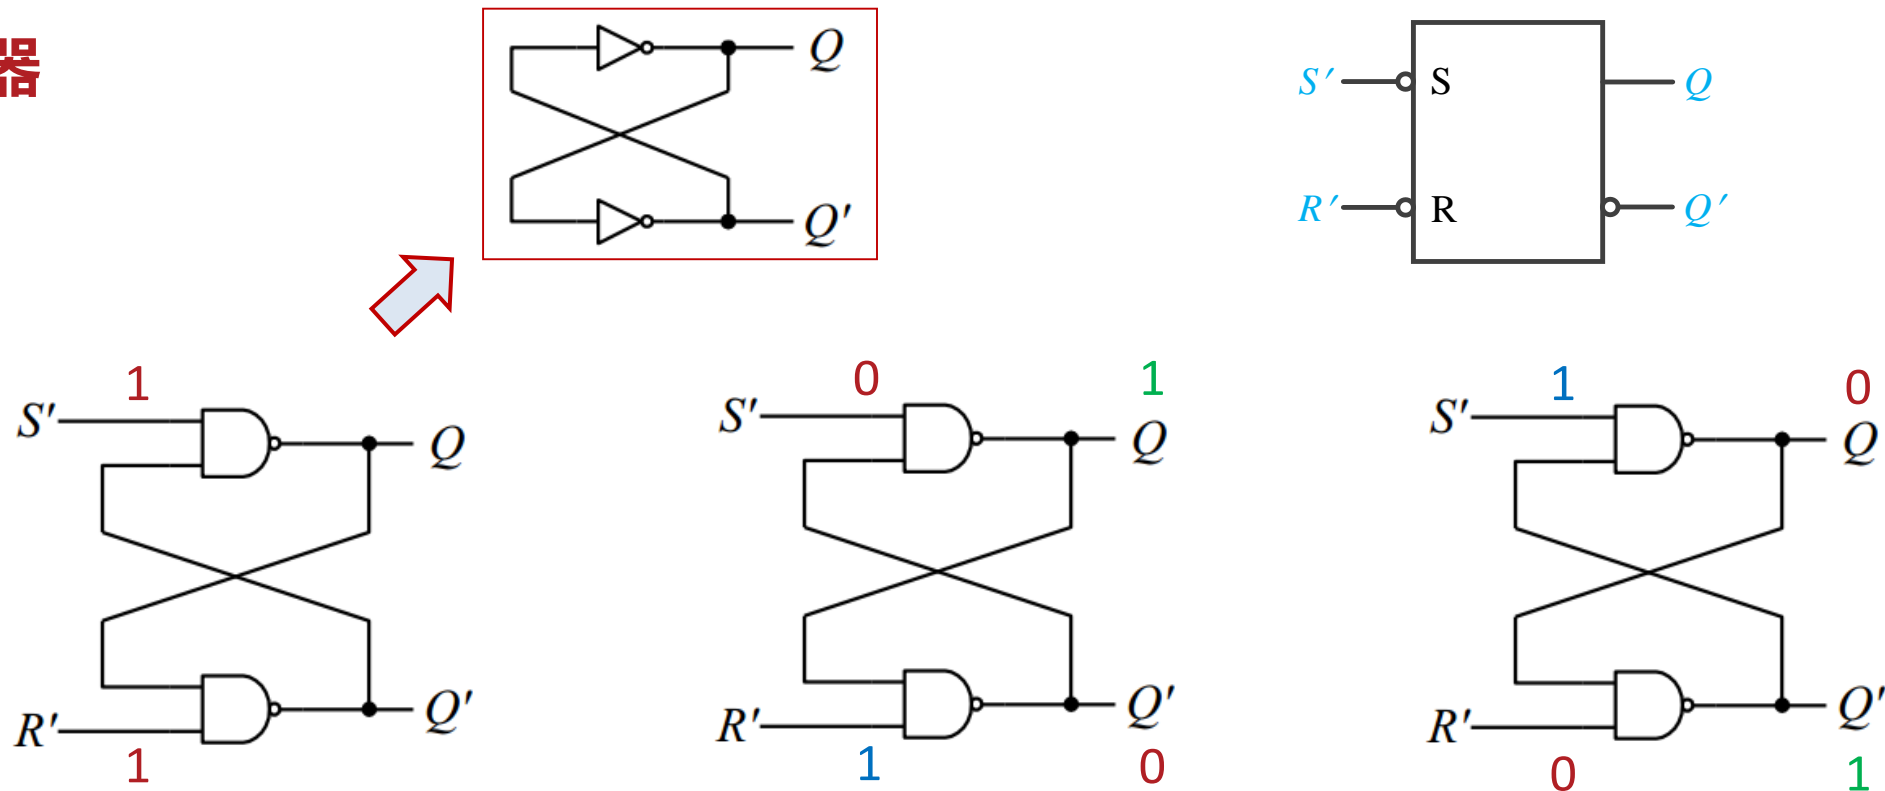 器
Q
Q'
S' S Q
R' R Q'
1
S' Q
R' Q'
1
0 1
S' Q
R' Q'
1 0
1 0
S' Q
R' Q'
0 1